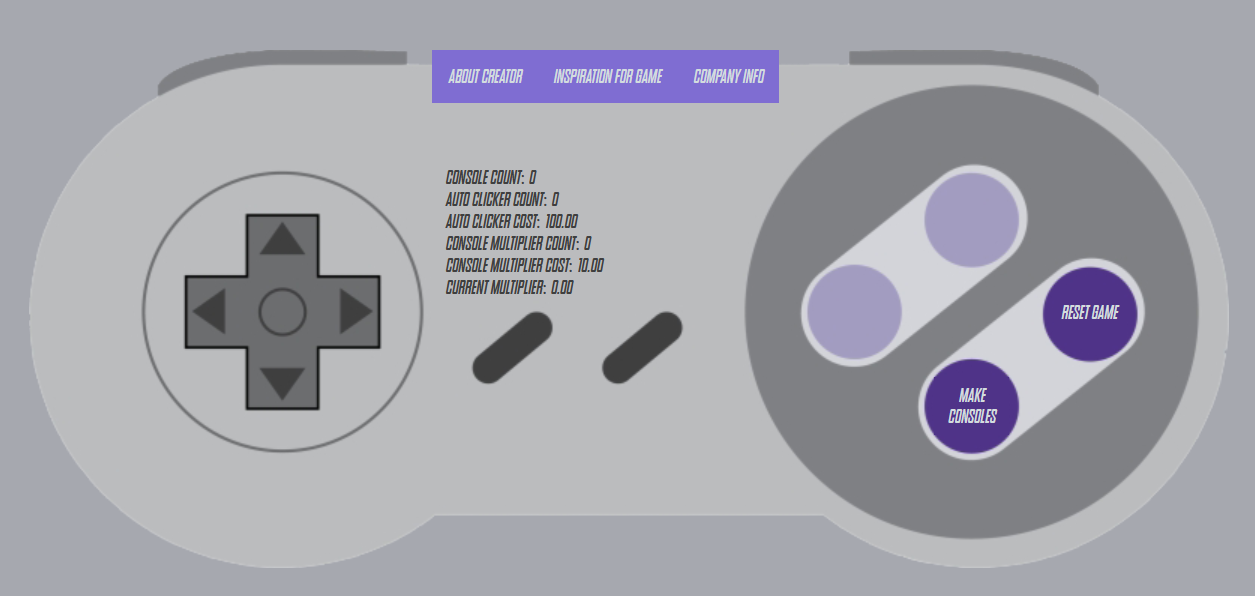 ABOUT CREATOR INSPIRATION FOR GAME COMPANY INFO
CONSOLE COUNT: 0
AUTO CLICKER COUNT: 0
AUTO CLICKER COST: 100.00
CONSOLE MULTIPLIER COUNT: 0
CONSOLE MULTIPLIER COST: 10.00
CURRENT MULTIPLIER: 0.00
RESET GAME
MAKE
CONSOLES